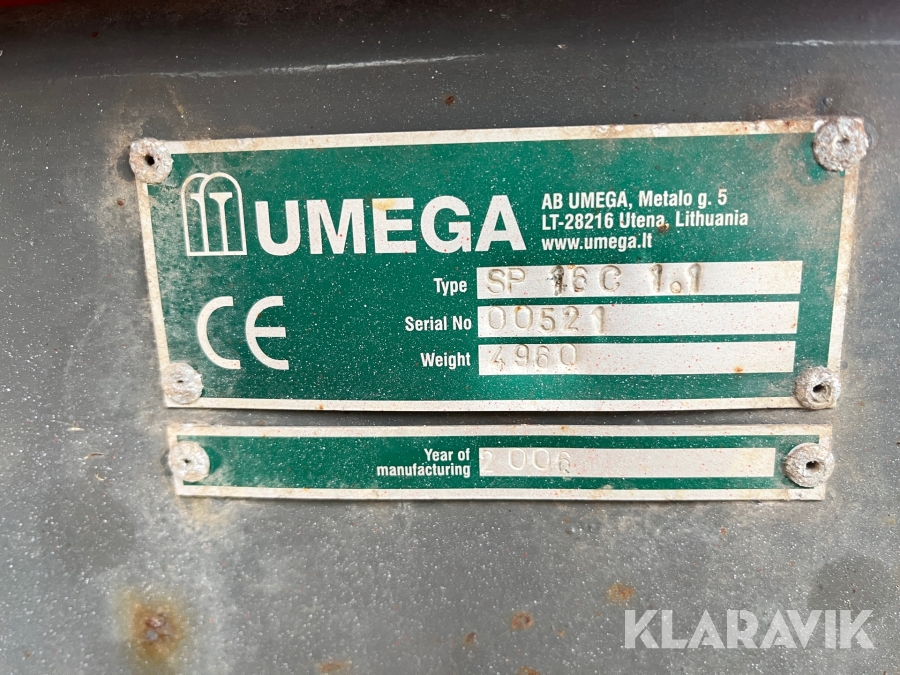 UMEGA
AB UMEGA, Metalo g. 5
LT-28216 Utena, Lithuania
www.umega.lt
Type SP 16C 1.1
Serial No 00521
Weight 4960
CE
Year of
manufacturing 2006
KLARAVIK